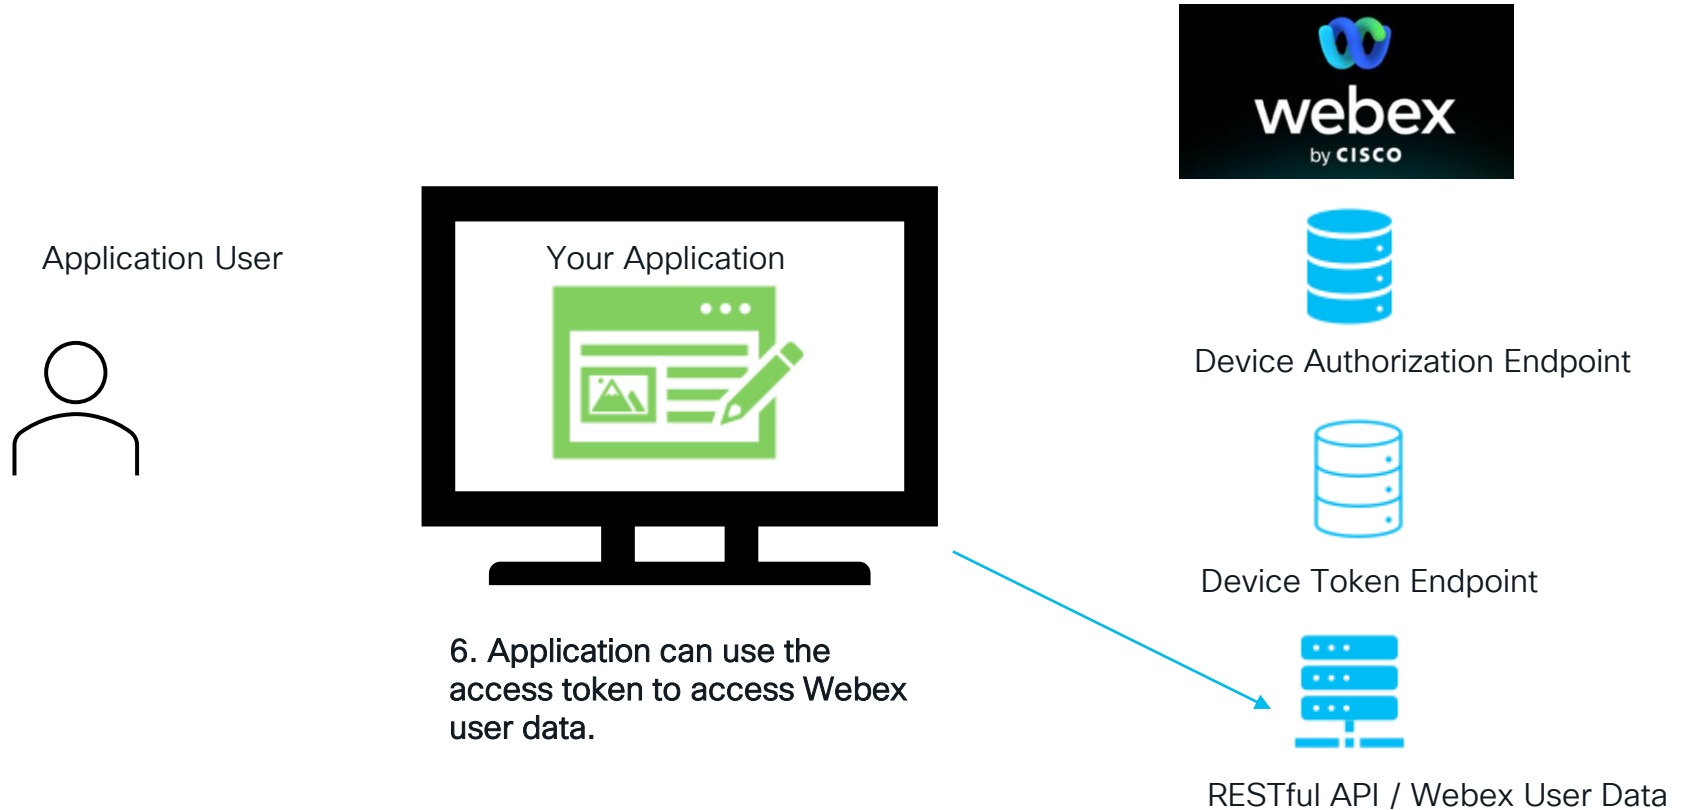 webex
by CISCO
Application User
Your Application
Device Authorization Endpoint
Device Token Endpoint
6. Application can use the
access token to access Webex
user data.
RESTful API / Webex User Data